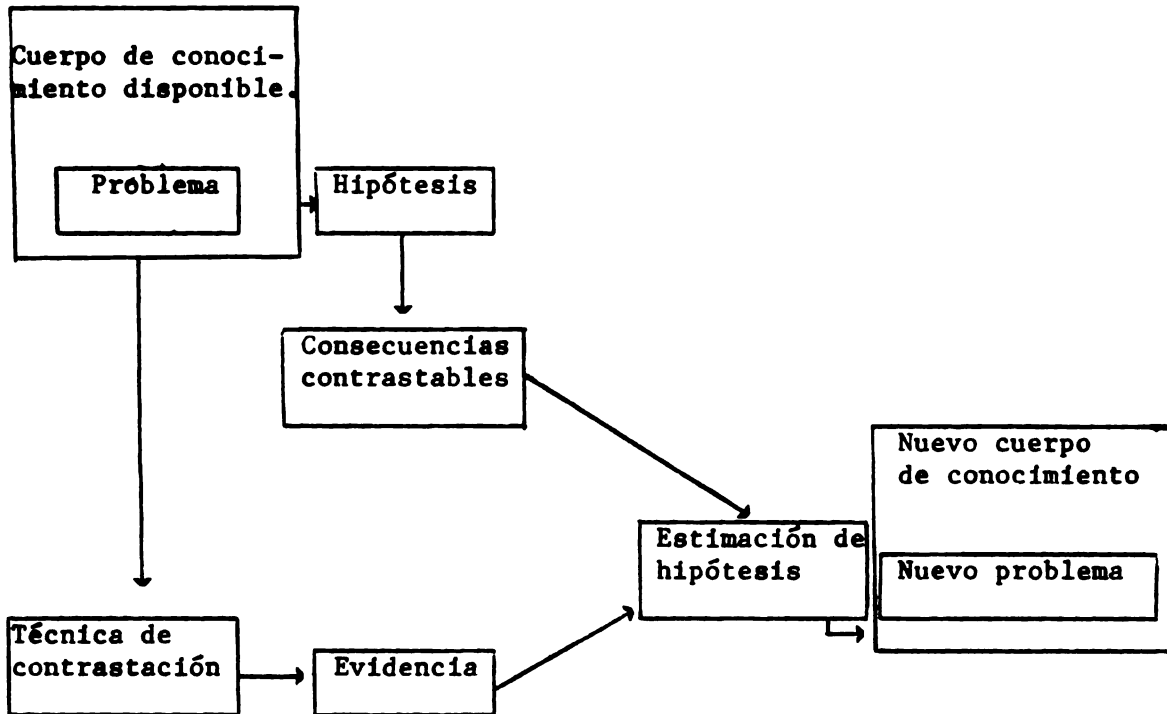 Cuerpo de conoci-
miento disponible.
Problema
Hipótesis
Consecuencias
contrastables
Nuevo cuerpo
de conocimiento
Estimación de
hipótesis
Nuevo problema
Técnica de
contrastación
Evidencia